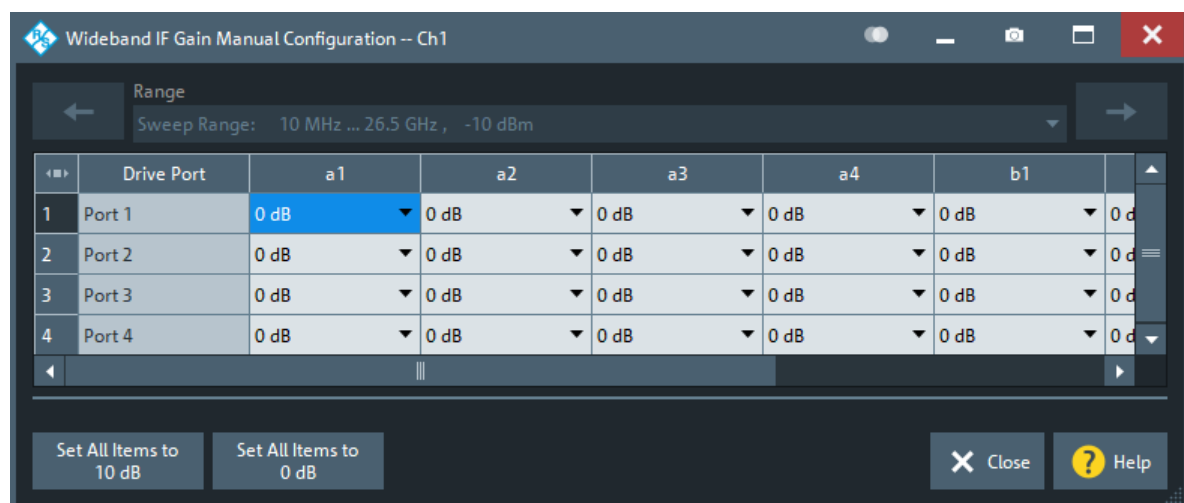 Wideband IF Gain Manual Configuration -- Ch1
Range
Sweep Range: 10 MHz ... 26.5 GHz , -10 dBm
Drive Port a1 a2 a3 a4 b1
1 Port 1 0 dB 0 dB 0 dB 0 dB 0 dB 0 d
2 Port 2 0 dB 0 dB 0 dB 0 dB 0 dB 0 d
3 Port 3 0 dB 0 dB 0 dB 0 dB 0 dB 0 d
4 Port 4 0 dB 0 dB 0 dB 0 dB 0 dB 0 d
Set All Items to
10 dB
Set All Items to
0 dB
Close
? Help